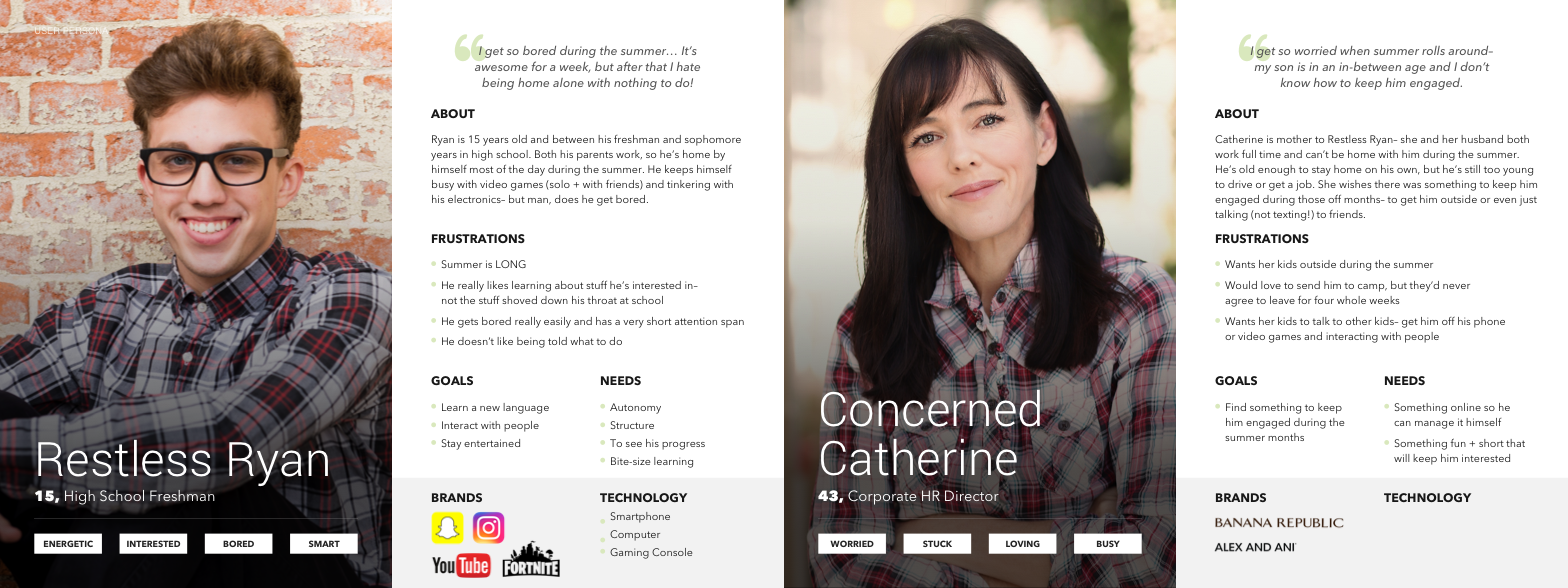 USER PERSONA
Restless Ryan
15, High School Freshman
ENERGETIC
INTERESTED
BORED
SMART
I get so bored during the summer… It's
awesome for a week, but after that I hate
being home alone with nothing to do!
ABOUT
Ryan is 15 years old and between his freshman and sophomore
years in high school. Both his parents work, so he's home by
himself most of the day during the summer. He keeps himself
busy with video games (solo + with friends) and tinkering with
his electronics– but man, does he get bored.
FRUSTRATIONS
Summer is LONG
He really likes learning about stuff he's interested in–
not the stuff shoved down his throat at school
He gets bored really easily and has a very short attention span
He doesn't like being told what to do
GOALS
Learn a new language
Interact with people
Stay entertained
NEEDS
Autonomy
Structure
To see his progress
Bite-size learning
BRANDS
YouTube
FORTNITE
TECHNOLOGY
Smartphone
Computer
Gaming Console
Concerned
Catherine
43, Corporate HR Director
WORRIED
STUCK
LOVING
BUSY
I get so worried when summer rolls around–
my son is in an in-between age and I don't
know how to keep him engaged.
ABOUT
Catherine is mother to Restless Ryan– she and her husband both
work full time and can't be home with him during the summer.
He's old enough to stay home on his own, but he's still too young
to drive or get a job. She wishes there was something to keep him
engaged during those off months– to get him outside or even just
talking (not texting!) to friends.
FRUSTRATIONS
Wants her kids outside during the summer
Would love to send him to camp, but they'd never
agree to leave for four whole weeks
Wants her kids to talk to other kids– get him off his phone
or video games and interacting with people
GOALS
Find something to keep
him engaged during the
summer months
NEEDS
Something online so he
can manage it himself
Something fun + short that
will keep him interested
BRANDS
BANANA REPUBLIC
ALEX AND ANI
TECHNOLOGY